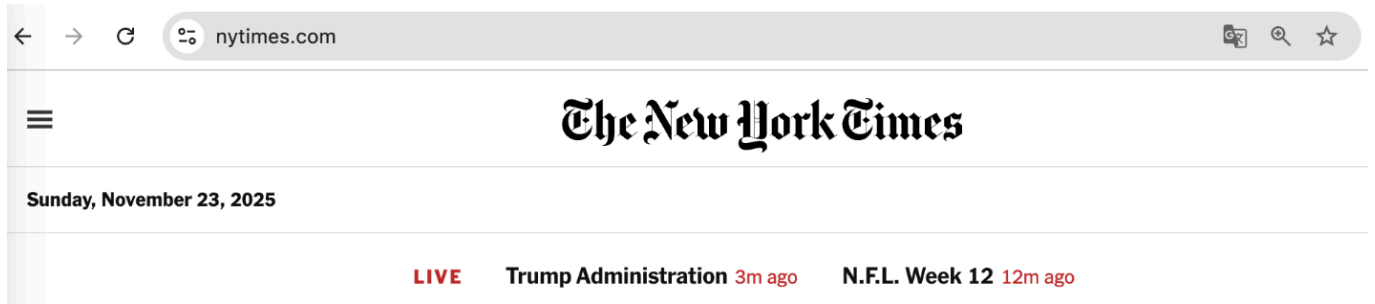 nytimes.com
The New York Times
Sunday, November 23, 2025
LIVE Trump Administration 3m ago N.F.L. Week 12 12m ago